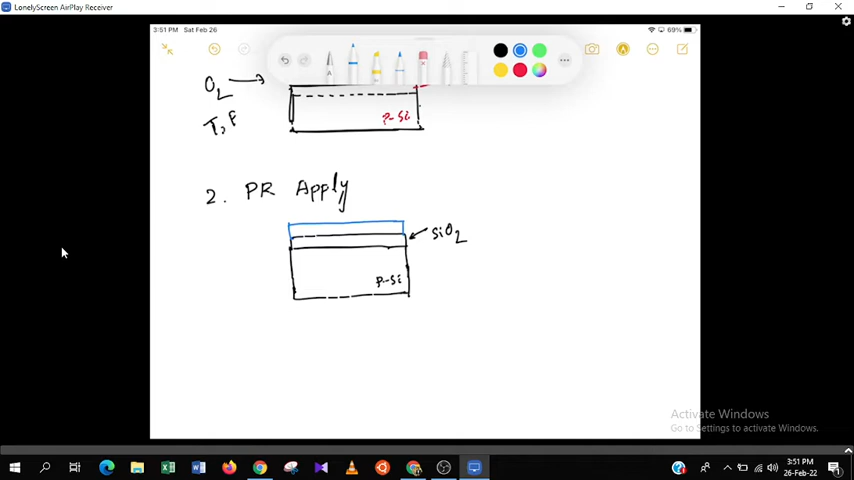 LonelyScreen AirPlay Receiver
3:51 PM Sat Feb 26
69%
A
O2
T, P
P-Si
2. PR Apply
SiO2
P-Si
Activate Windows
Go to Settings to activate Windows.
3:51 PM
26-Feb-22